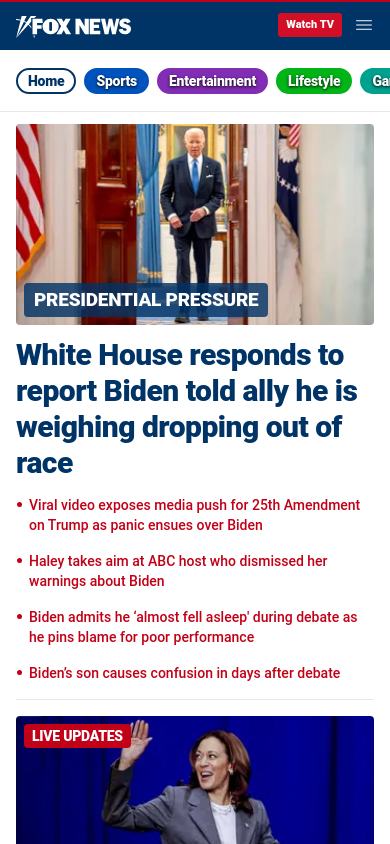 FOX NEWS
Watch TV
Home
Sports
Entertainment
Lifestyle
PRESIDENTIAL PRESSURE
White House responds to
report Biden told ally he is
weighing dropping out of
race
• Viral video exposes media push for 25th Amendment
on Trump as panic ensues over Biden
• Haley takes aim at ABC host who dismissed her
warnings about Biden
• Biden admits he ‘almost fell asleep' during debate as
he pins blame for poor performance
• Biden’s son causes confusion in days after debate
LIVE UPDATES